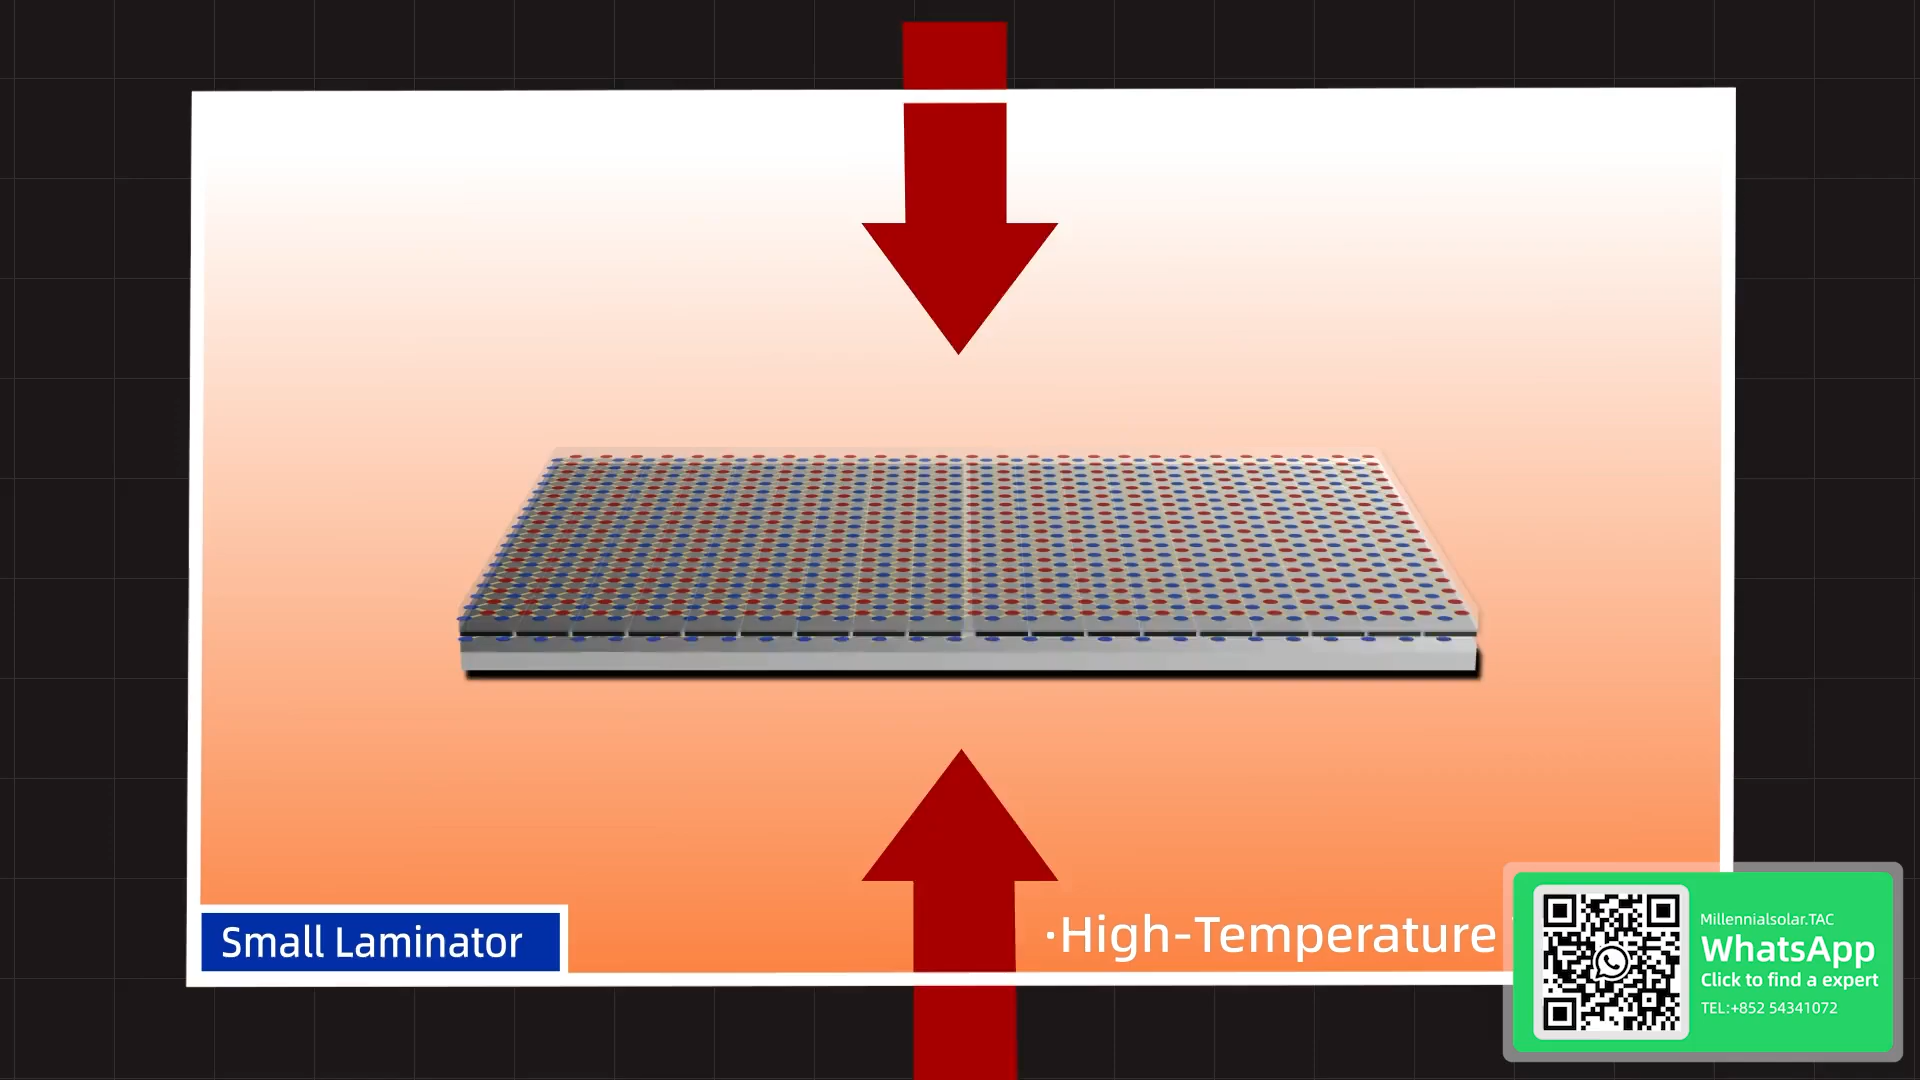 Small Laminator
·High-Temperature
Millennialsolar.TAC
WhatsApp
Click to find a expert
TEL:+852 54341072